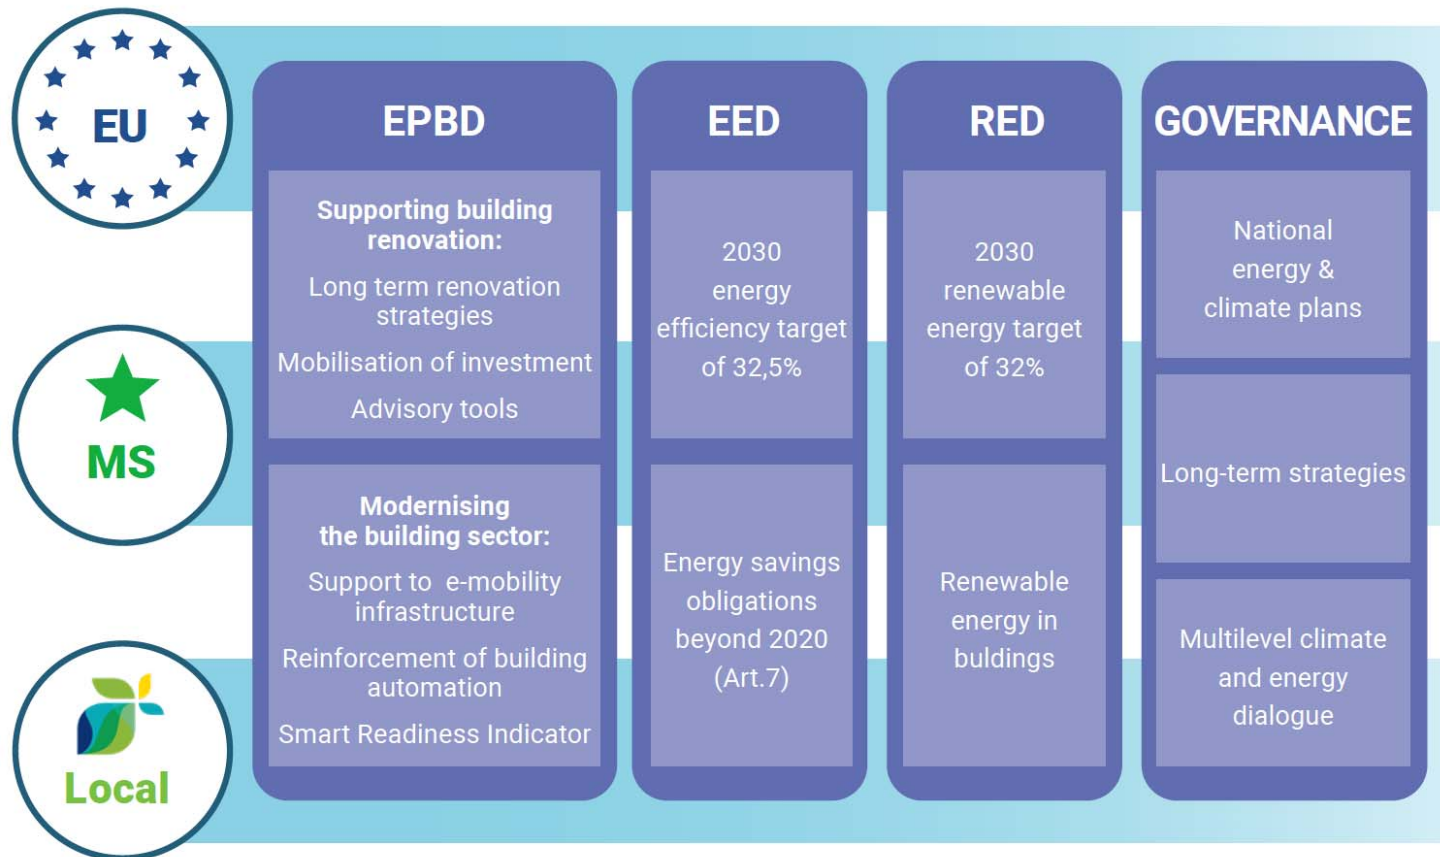 EU
MS
Local
EPBD
Supporting building
renovation:
Long term renovation
strategies
Mobilisation of investment
Advisory tools
Modernising
the building sector:
Support to e-mobility
infrastructure
Reinforcement of building
automation
Smart Readiness Indicator
EED
2030
energy
efficiency target
of 32,5%
Energy savings
obligations
beyond 2020
(Art.7)
RED
2030
renewable
energy target
of 32%
Renewable
energy in
buldings
GOVERNANCE
National
energy &
climate plans
Long-term strategies
Multilevel climate
and energy
dialogue